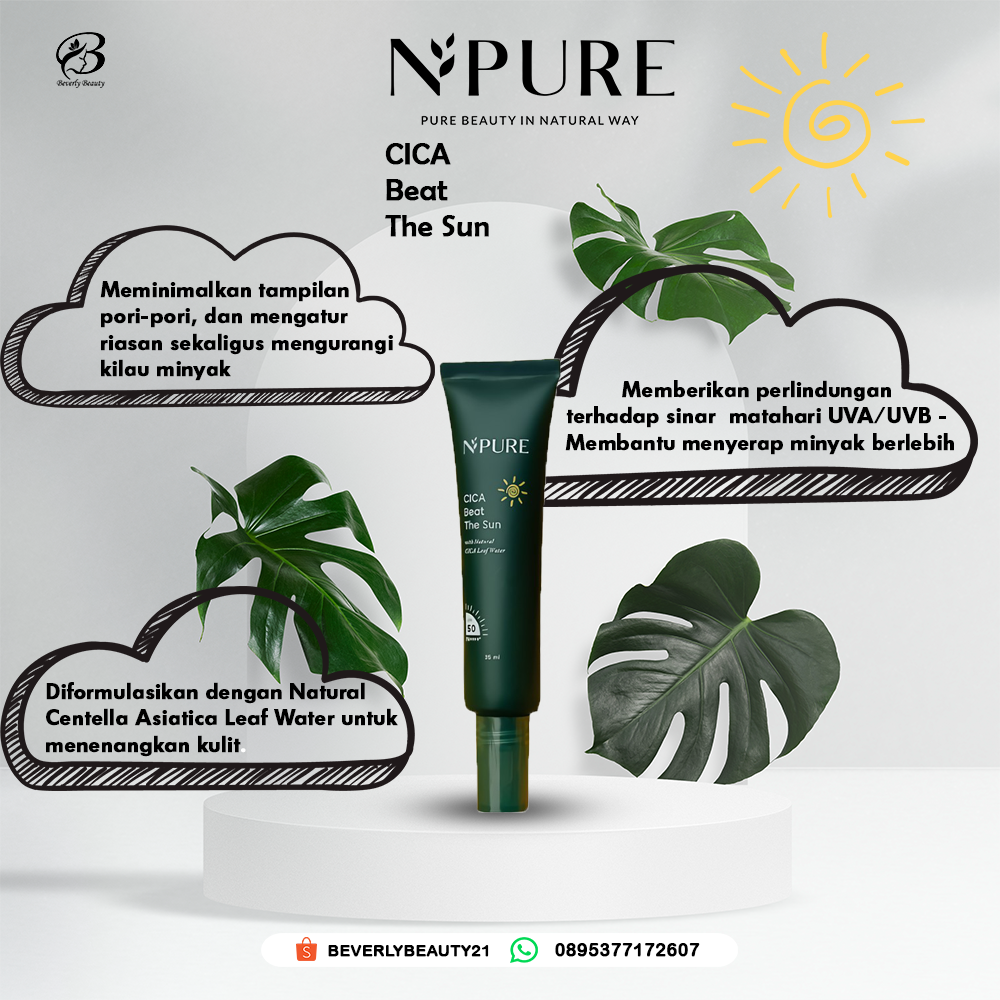 Beverly Beauty
NPURE
PURE BEAUTY IN NATURAL WAY
CICA
Beat
The Sun
Meminimalkan tampilan
pori-pori, dan mengatur
riasan sekaligus mengurangi
kilau minyak
Memberikan perlindungan
terhadap sinar matahari UVA/UVB -
Membantu menyerap minyak berlebih
NPURE
CICA
Beat
The Sun
with Natural
CICA Leaf Water
50
35 ml
Diformulasikan dengan Natural
Centella Asiatica Leaf Water untuk
menenangkan kulit.
BEVERLYBEAUTY21 0895377172607